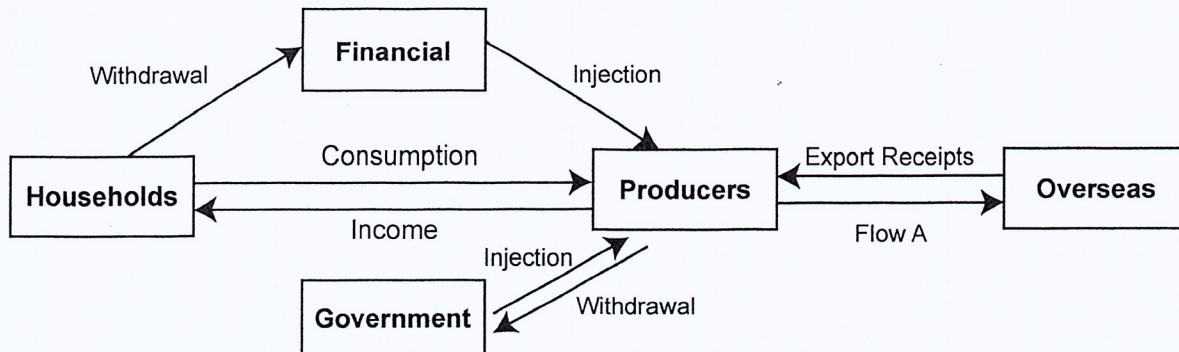 Financial
Withdrawal
Injection
Consumption
Export Receipts
Households
Producers
Overseas
Income
Flow A
Injection
Withdrawal
Government